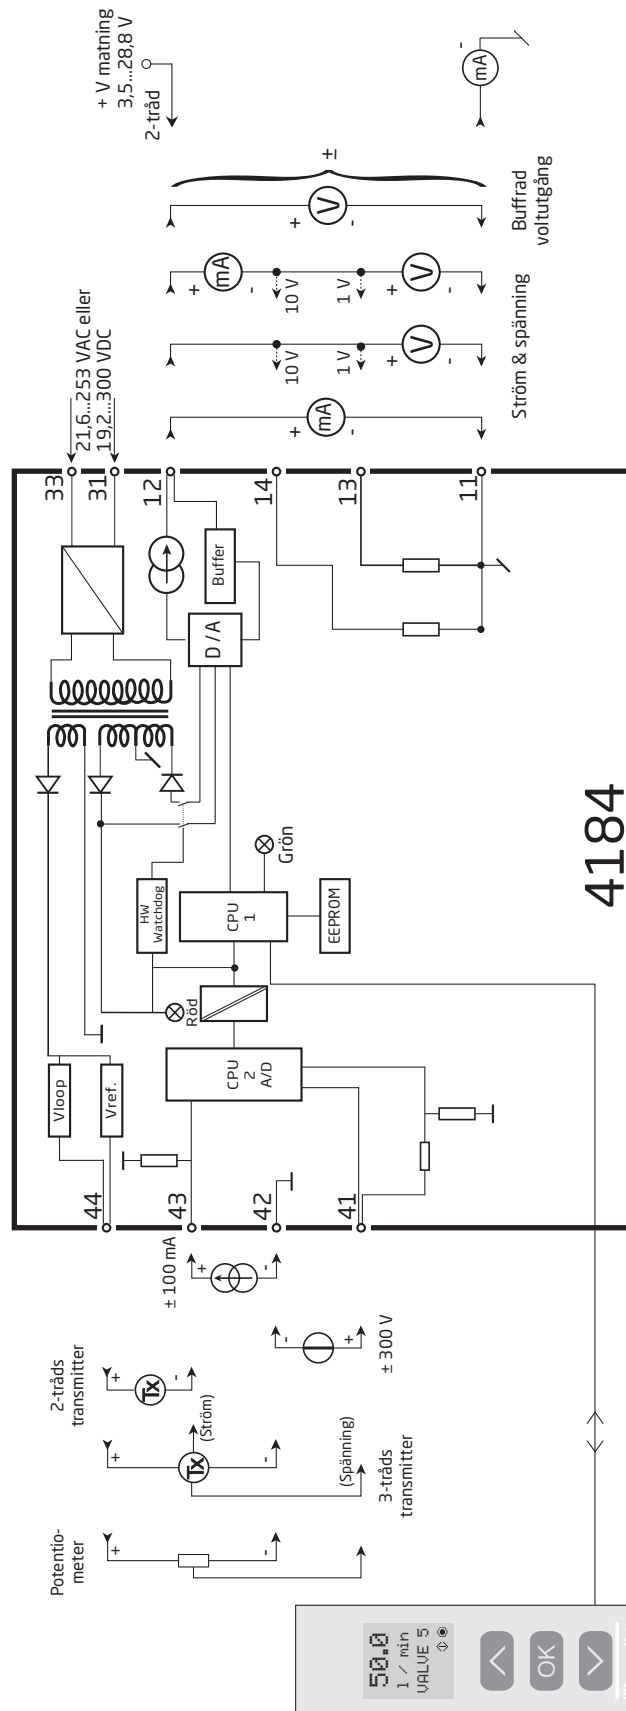 Potentio-
meter
2-tråds
transmitter
(Ström)
(Spänning)
3-tråds
transmitter
± 100 mA
± 300 V
+
-
Tx
+
-
Tx
+
-
+
-
-
+
44
43
42
41
Vloop
Vref.
CPU
2
A/D
Röd
HW
Watchdog
CPU
1
EEPROM
Grön
D/A
Buffer
33
31
12
14
13
11
21,6...253 VAC eller
19,2...300 VDC
+
mA
-
10 V
1 V
+
V
-
+
mA
-
10 V
1 V
+
V
-
Ström & spänning
+
V
-
Buffrad
voltutgång
±
+ V matning
3,5...28,8 V
2-tråd
mA
-
4184
50.0
l / min
VALVE 5
OK